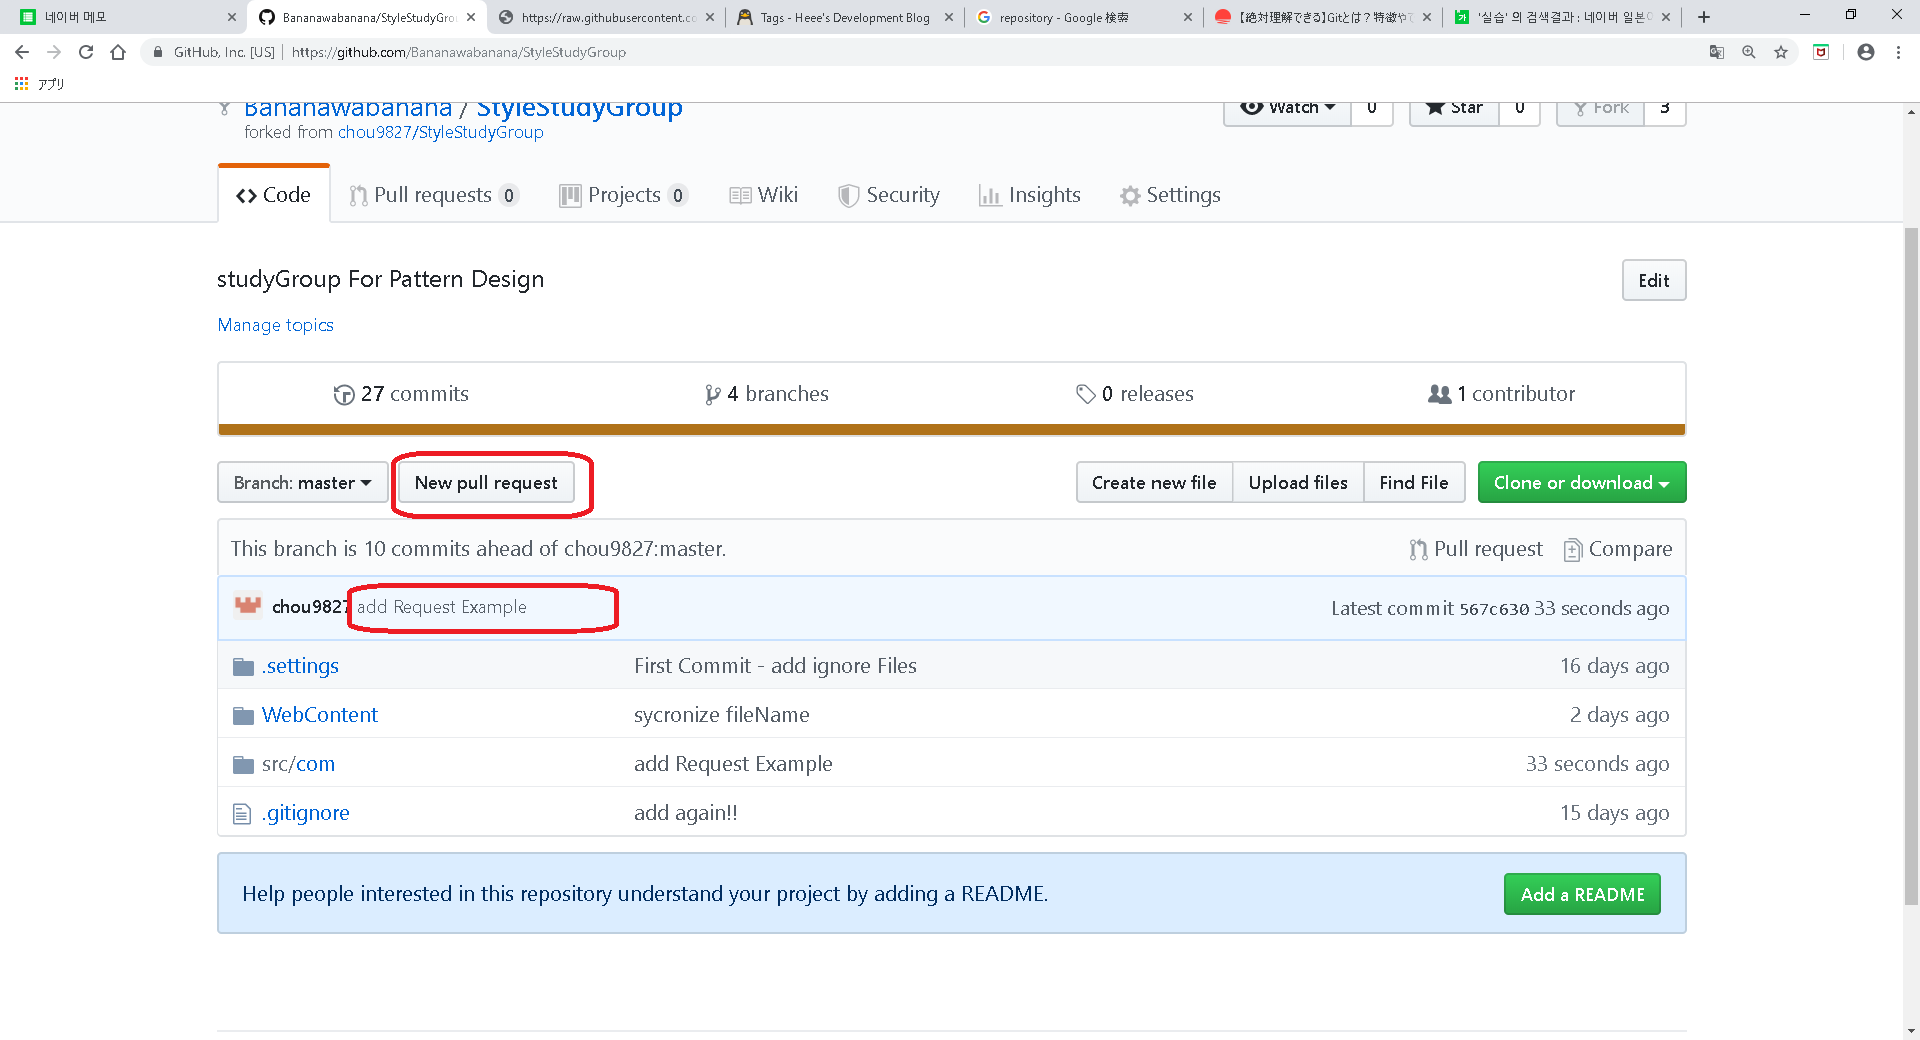 네이버 메모
Bananawabanana/StyleStudyGro
https://raw.githubusercontent.co
Tags - Heee's Development Blog
repository - Google 検索
【絶対理解できる】Gitとは？特徴や
'실습' 의 검색결과 : 네이버 일본
GitHub, Inc. [US] | https://github.com/Bananawabanana/StyleStudyGroup
アプリ
Bananawabanana / StyleStudyGroup
Watch 0 Star 0 Fork 3
forked from chou9827/StyleStudyGroup
Code Pull requests 0 Projects 0 Wiki Security Insights Settings
studyGroup For Pattern Design
Edit
Manage topics
27 commits 4 branches 0 releases 1 contributor
Branch: master New pull request Create new file Upload files Find File Clone or download
This branch is 10 commits ahead of chou9827:master. Pull request Compare
chou9827 add Request Example Latest commit 567c630 33 seconds ago
.settings First Commit - add ignore Files 16 days ago
WebContent sycronize fileName 2 days ago
src/com add Request Example 33 seconds ago
.gitignore add again!! 15 days ago
Help people interested in this repository understand your project by adding a README. Add a README